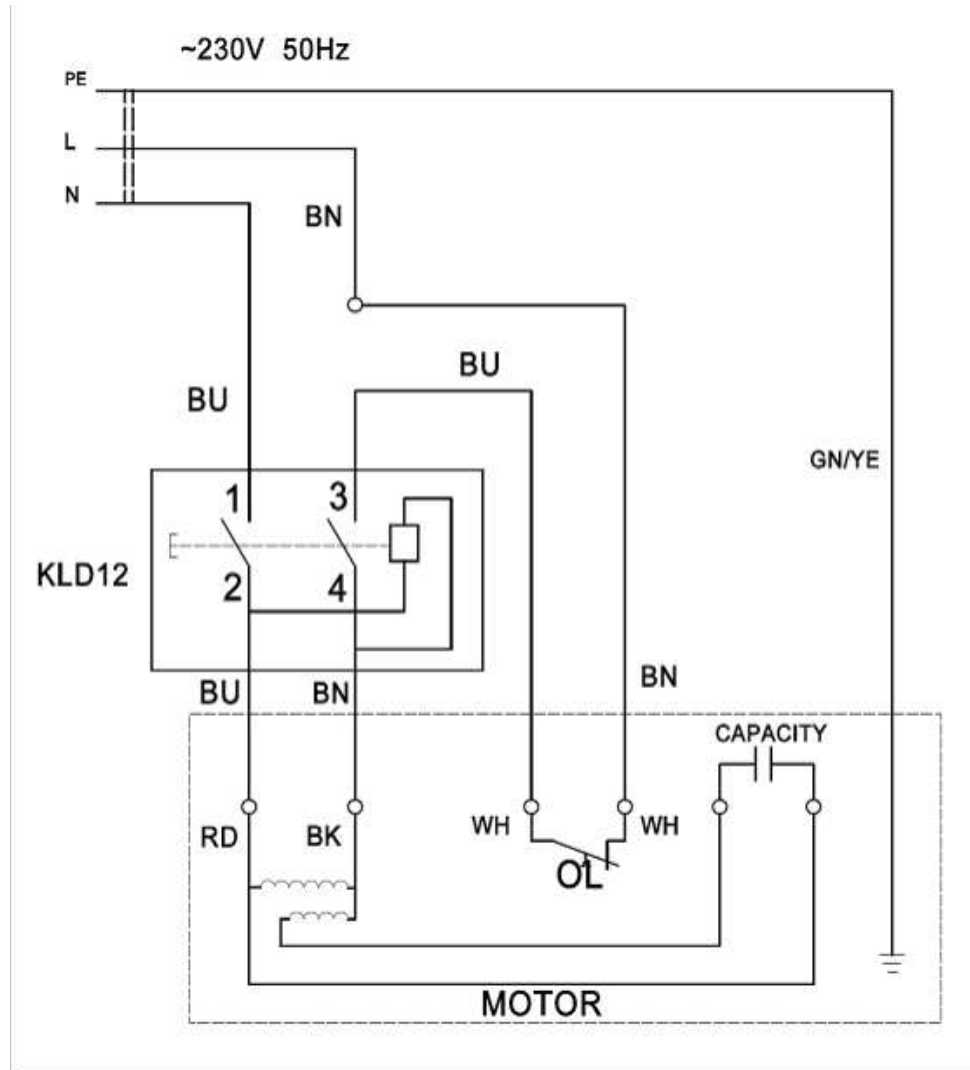 ~230V 50Hz
PE
L
N
BN
BU
BU
GN/YE
1
3
KLD12
2
4
BU
BN
BN
CAPACITY
RD
BK
WH
WH
OL
MOTOR